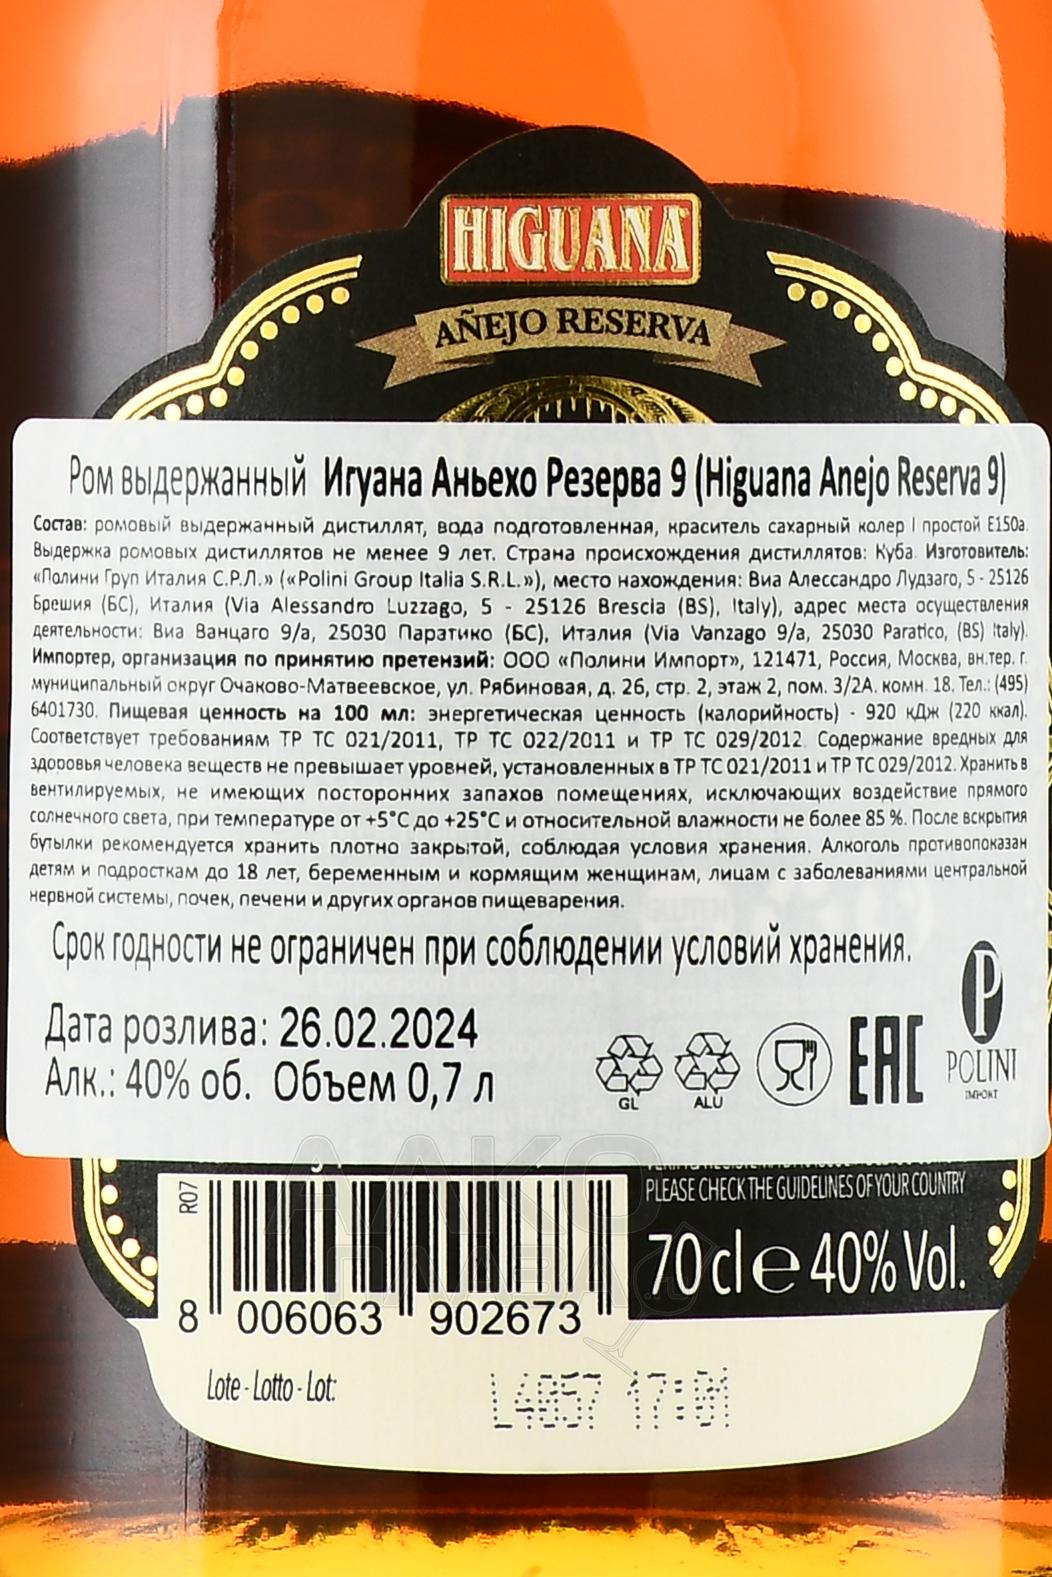 HIGUANA
AÑEJO RESERVA
Ром выдержанный Игуана Аньехо Резерва 9 (Higuana Anejo Reserva 9)
Состав: ромовый выдержанный дистиллят, вода подготовленная, краситель сахарный колер I простой Е150а.
Выдержка ромовых дистиллятов не менее 9 лет. Страна происхождения дистиллятов: Куба. Изготовитель:
«Полини Груп Италия С.Р.Л.» («Polini Group Italia S.R.L.»), место нахождения: Виа Алессандро Лудзаго, 5 - 25126
Брешия (БС), Италия (Via Alessandro Luzzago, 5 - 25126 Brescia (BS), Italy), адрес места осуществления
деятельности: Виа Ванцаго 9/а, 25030 Паратико (БС), Италия (Via Vanzago 9/a, 25030 Paratico, (BS) Italy).
Импортер, организация по принятию претензий: ООО «Полини Импорт», 121471, Россия, Москва, вн.тер. г.
муниципальный округ Очаково-Матвеевское, ул. Рябиновая, д. 26, стр. 2, этаж 2, пом. 3/2А. комн. 18. Тел.: (495)
6401730. Пищевая ценность на 100 мл: энергетическая ценность (калорийность) - 920 кДж (220 ккал).
Соответствует требованиям ТР ТС 021/2011, ТР ТС 022/2011 и ТР ТС 029/2012. Содержание вредных для
здоровья человека веществ не превышает уровней, установленных в ТР ТС 021/2011 и ТР ТС 029/2012. Хранить в
вентилируемых, не имеющих посторонних запахов помещениях, исключающих воздействие прямого
солнечного света, при температуре от +5°С до +25°С и относительной влажности не более 85 %. После вскрытия
бутылки рекомендуется хранить плотно закрытой, соблюдая условия хранения. Алкоголь противопоказан
детям и подросткам до 18 лет, беременным и кормящим женщинам, лицам с заболеваниями центральной
нервной системы, почек, печени и других органов пищеварения.
Срок годности не ограничен при соблюдении условий хранения.
Дата розлива: 26.02.2024
Алк.: 40% об. Объем 0,7 л
GL
ALU
EAC
P
POLINI
IMPORT
PLEASE CHECK THE GUIDELINES OF YOUR COUNTRY
R07
70 cl e 40% Vol.
8 006063 902673
Lote - Lotto - Lot:
L4057 17:01